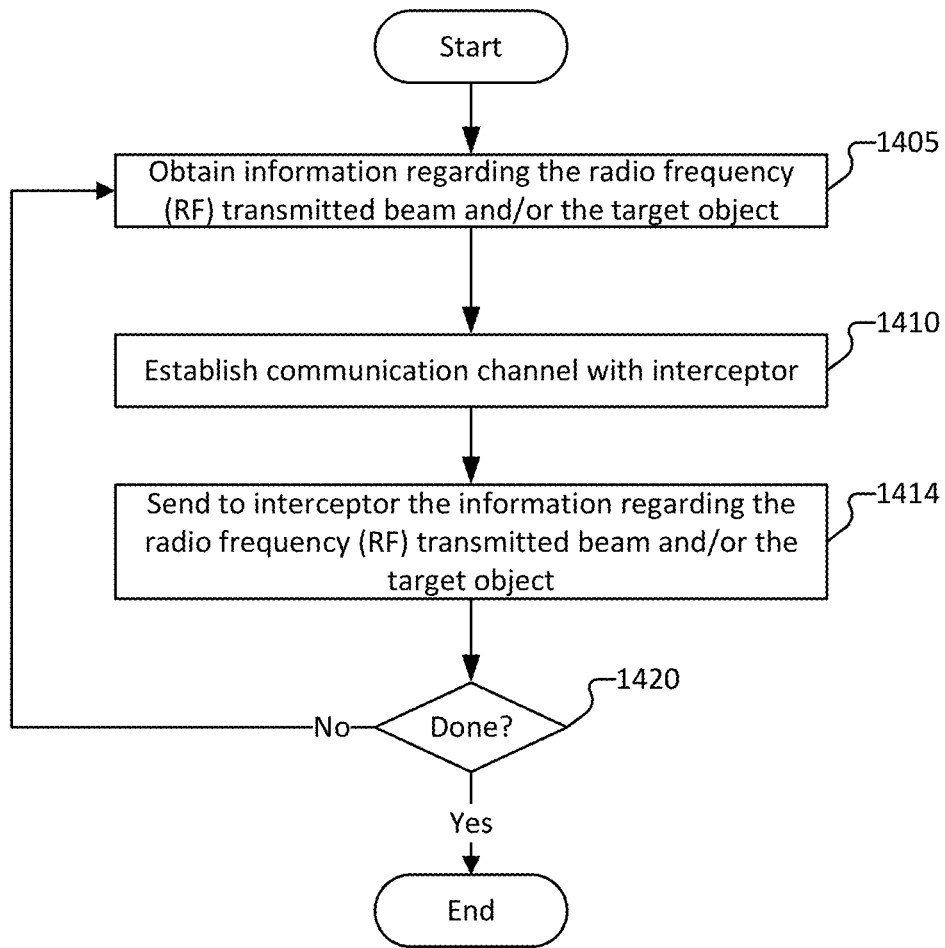 Start
1405
Obtain information regarding the radio frequency
(RF) transmitted beam and/or the target object
1410
Establish communication channel with interceptor
1414
Send to interceptor the information regarding the
radio frequency (RF) transmitted beam and/or the
target object
1420
Done?
No
Yes
End